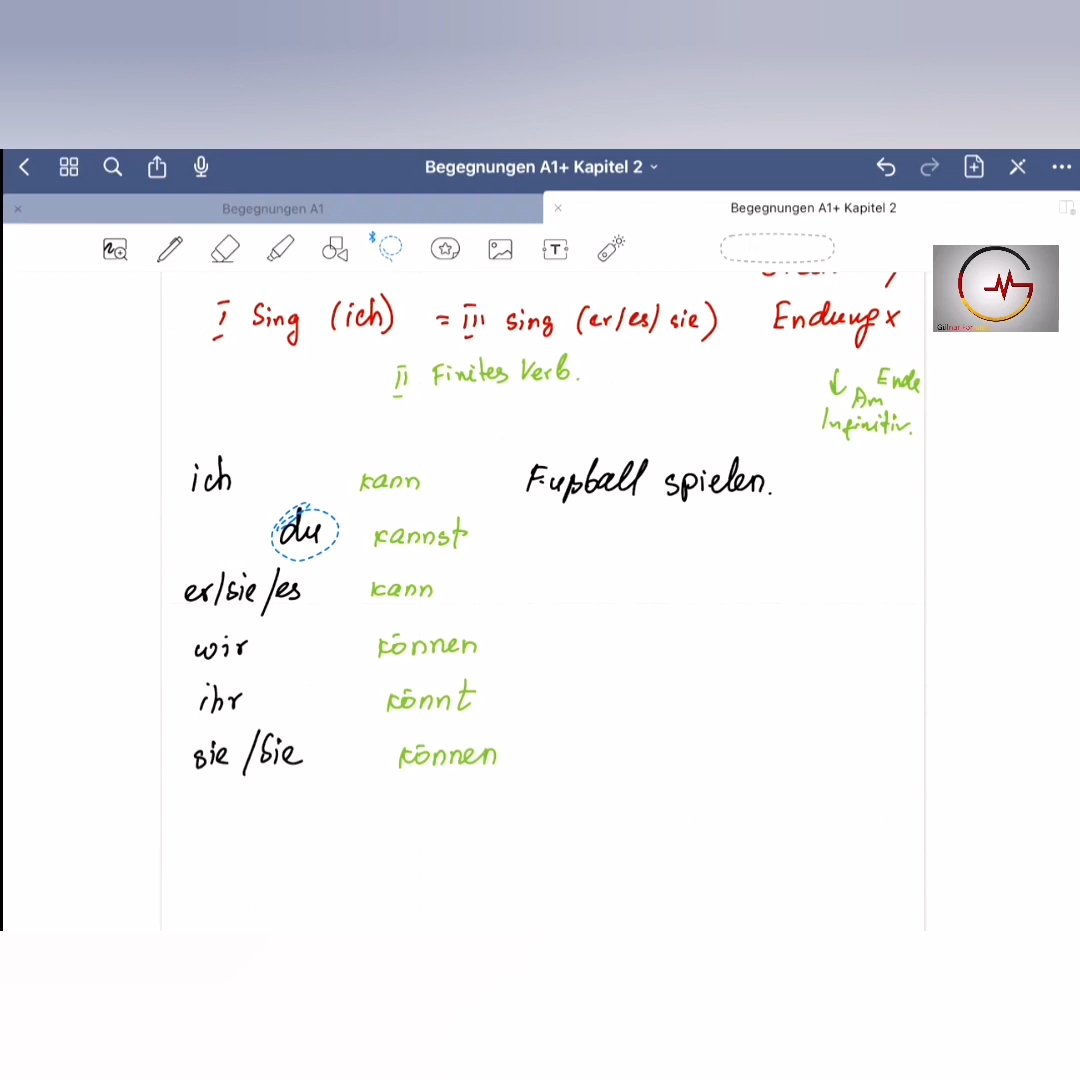 Begegnungen A1+ Kapitel 2
Begegnungen A1
Begegnungen A1+ Kapitel 2
T
I Sing (ich) = III sing (er/es/sie) Endung x
II Finites Verb.
↓ Am Ende
Infinitiv.
ich kann Fußball spielen.
du kannst
er/sie/es kann
wir können
ihr könnt
sie/Sie können
G
Gülnar